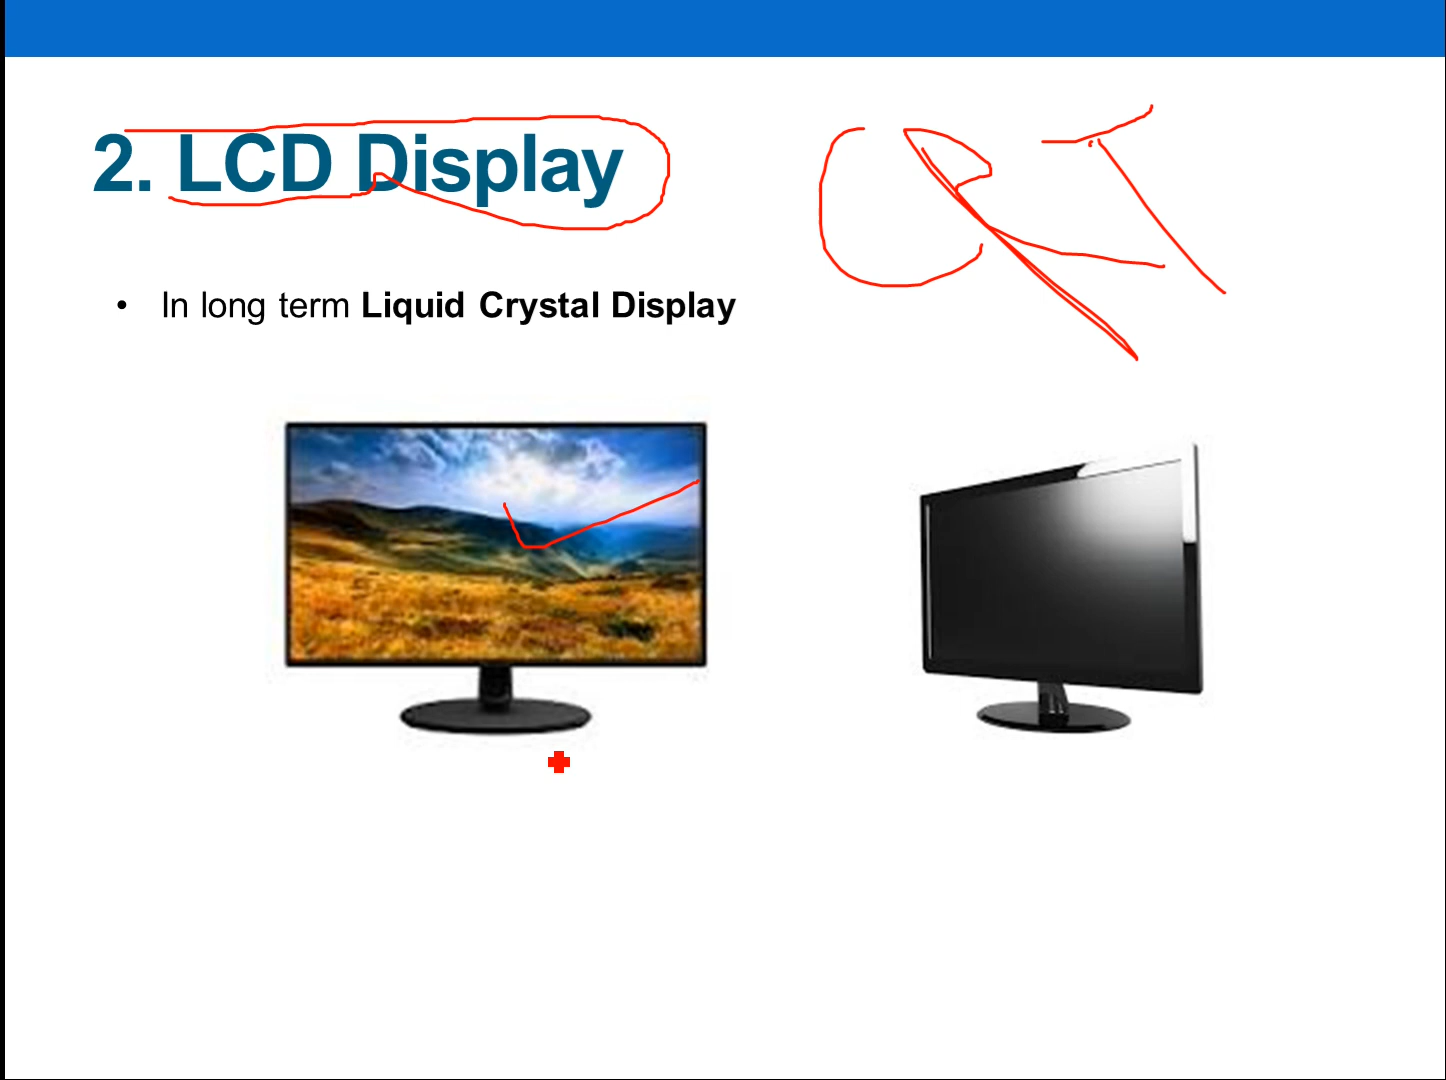 2. LCD Display
CRT
• In long term Liquid Crystal Display